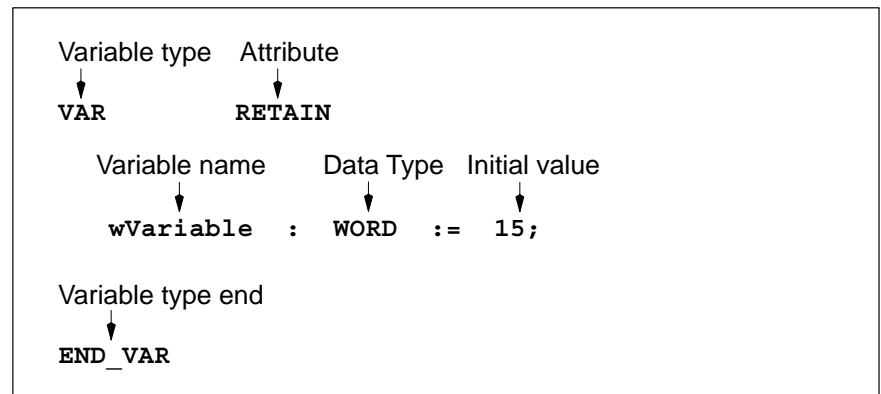 Variable type Attribute
VAR RETAIN
Variable name Data Type Initial value
wVariable : WORD := 15;
Variable type end
END_VAR